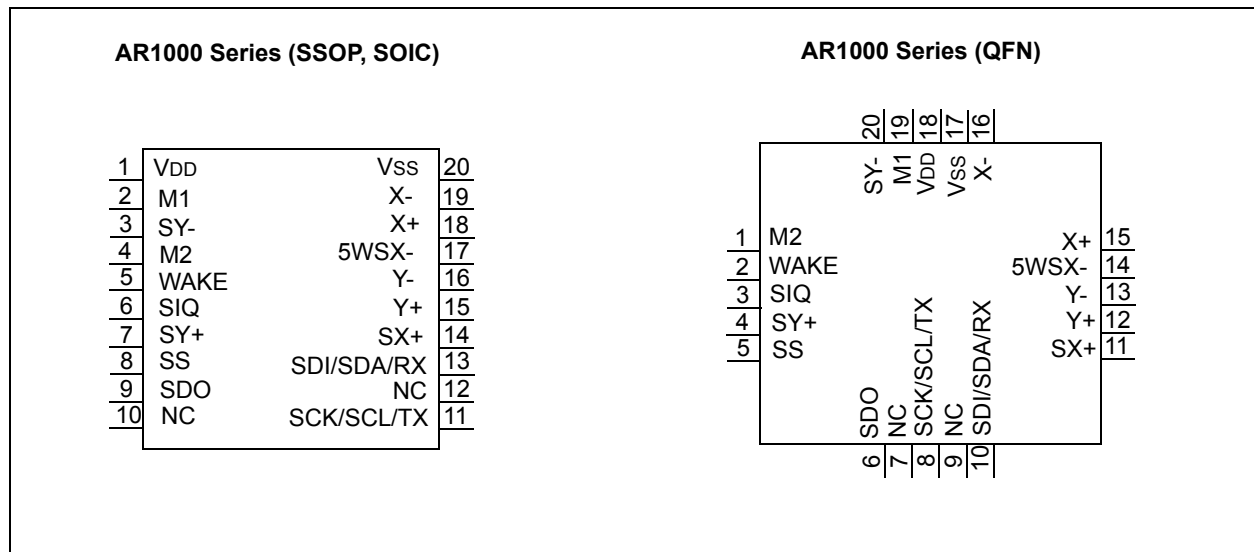 AR1000 Series (SSOP, SOIC)
1 VDD VSS 20
2 M1 X- 19
3 SY- X+ 18
4 M2 5WSX- 17
5 WAKE Y- 16
6 SIQ Y+ 15
7 SY+ SX+ 14
8 SS SDI/SDA/RX 13
9 SDO NC 12
10 NC SCK/SCL/TX 11
AR1000 Series (QFN)
20 19 18 17 16
SY- M1 VDD VSS X-
1 M2 X+ 15
2 WAKE 5WSX- 14
3 SIQ Y- 13
4 SY+ Y+ 12
5 SS SX+ 11
SDO NC SCK/SCL/TX NC SDI/SDA/RX
6 7 8 9 10